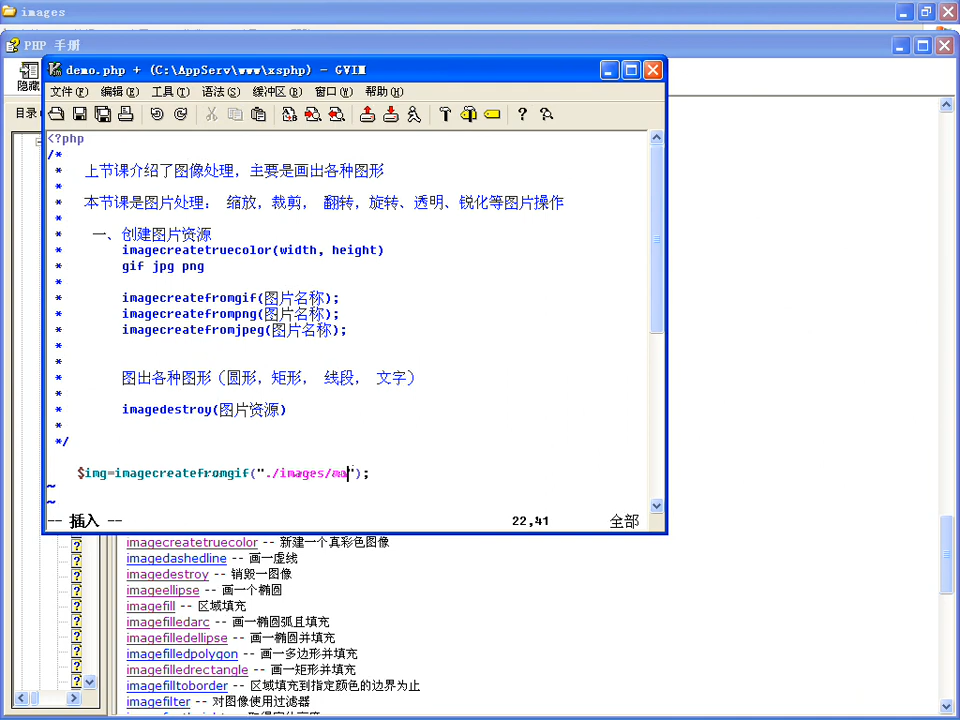 images
PHP 手册
隐藏
目录
demo.php + (C:\AppServ\www\xsphp) - GVIM
文件(F) 编辑(E) 工具(T) 语法(S) 缓冲区(B) 窗口(W) 帮助(H)
<?php
/*
* 上节课介绍了图像处理，主要是画出各种图形
*
* 本节课是图片处理： 缩放，裁剪， 翻转，旋转、透明、锐化等图片操作
*
* 一、创建图片资源
* imagecreatetruecolor(width, height)
* gif jpg png
*
* imagecreatefromgif(图片名称);
* imagecreatefrompng(图片名称);
* imagecreatefromjpeg(图片名称);
*
*
* 图出各种图形（圆形，矩形， 线段， 文字）
*
* imagedestroy(图片资源)
*
*/
$img=imagecreatefromgif("./images/mo");
~
~
-- 插入 -- 22,41 全部
imagecreatetruecolor -- 新建一个真彩色图像
imagedashedline -- 画一虚线
imagedestroy -- 销毁一图像
imageellipse -- 画一个椭圆
imagefill -- 区域填充
imagefilledarc -- 画一椭圆弧且填充
imagefilledellipse -- 画一椭圆并填充
imagefilledpolygon -- 画一多边形并填充
imagefilledrectangle -- 画一矩形并填充
imagefilltoborder -- 区域填充到指定颜色的边界为止
imagefilter -- 对图像使用过滤器